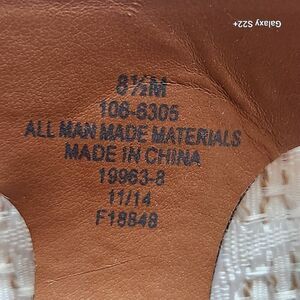 Galaxy S22+
8½M
106-6305
ALL MAN MADE MATERIALS
MADE IN CHINA
19963-8
11/14
F18848